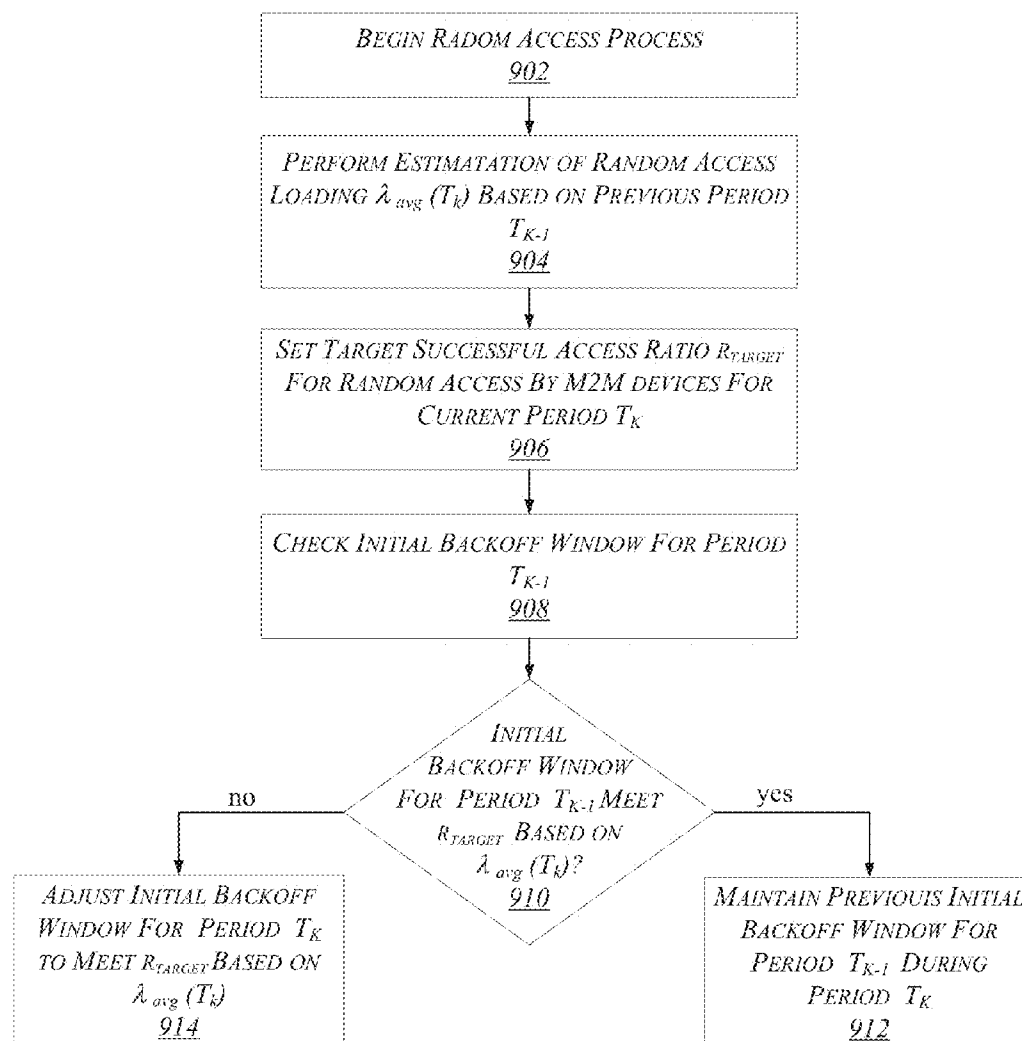 BEGIN RADOM ACCESS PROCESS
902
PERFORM ESTIMATATION OF RANDOM ACCESS
LOADING λ avg (Tk) BASED ON PREVIOUS PERIOD
TK-1
904
SET TARGET SUCCESSFUL ACCESS RATIO RTARGET
FOR RANDOM ACCESS BY M2M DEVICES FOR
CURRENT PERIOD TK
906
CHECK INITIAL BACKOFF WINDOW FOR PERIOD
TK-1
908
INITIAL
BACKOFF WINDOW
FOR PERIOD TK-1 MEET
RTARGET BASED ON
λ avg (Tk)?
910
no
yes
ADJUST INITIAL BACKOFF
WINDOW FOR PERIOD TK
TO MEET RTARGET BASED ON
λ avg (Tk)
914
MAINTAIN PREVIOUIS INITIAL
BACKOFF WINDOW FOR
PERIOD TK-1 DURING
PERIOD TK
912